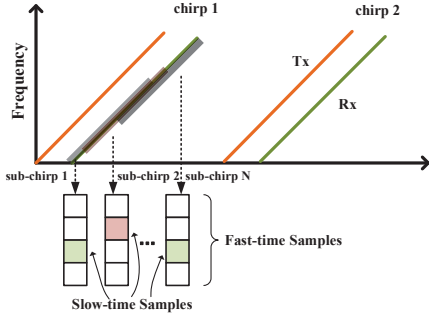 chirp 1
chirp 2
Frequency
Tx
Rx
sub-chirp 1
sub-chirp 2
sub-chirp N
...
Fast-time Samples
Slow-time Samples